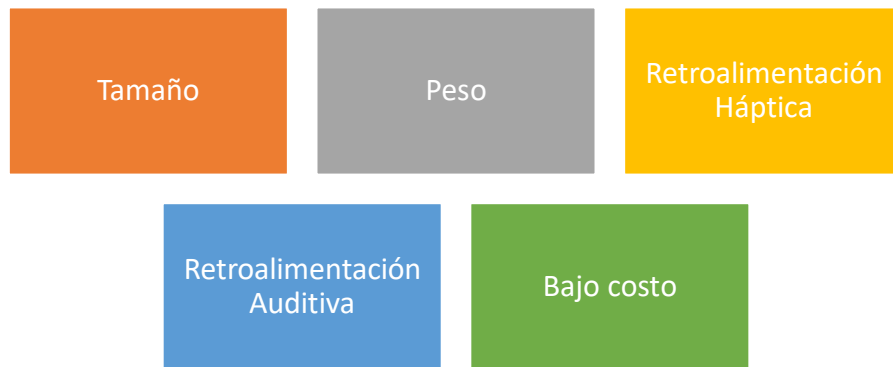 Tamaño
Peso
Retroalimentación
Háptica
Retroalimentación
Auditiva
Bajo costo